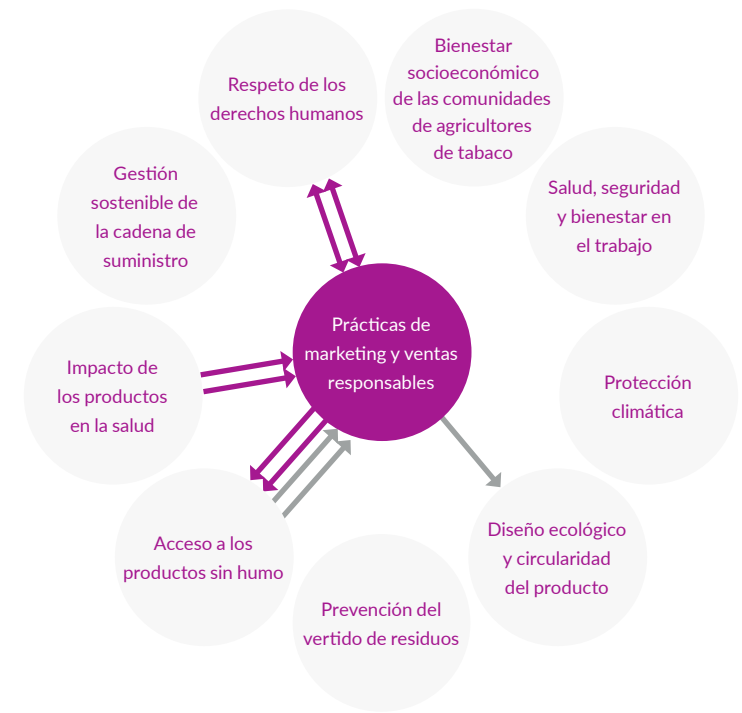 Bienestar
socioeconómico
de las comunidades
de agricultores
de tabaco
Respeto de los
derechos humanos
Salud, seguridad
y bienestar en
el trabajo
Gestión
sostenible de
la cadena de
suministro
Prácticas de
marketing y ventas
responsables
Impacto de
los productos
en la salud
Protección
climática
Acceso a los
productos sin humo
Diseño ecológico
y circularidad
del producto
Prevención del
vertido de residuos